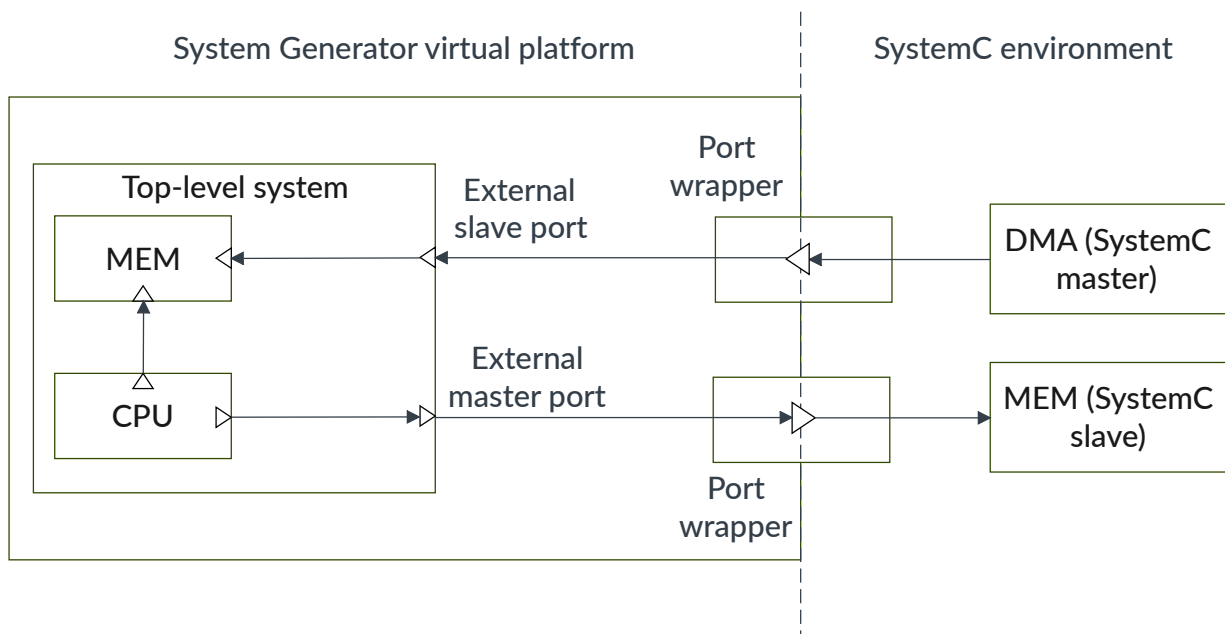 System Generator virtual platform
SystemC environment
Port
wrapper
Top-level system
External
slave port
MEM
DMA (SystemC
master)
External
master port
CPU
MEM (SystemC
slave)
Port
wrapper